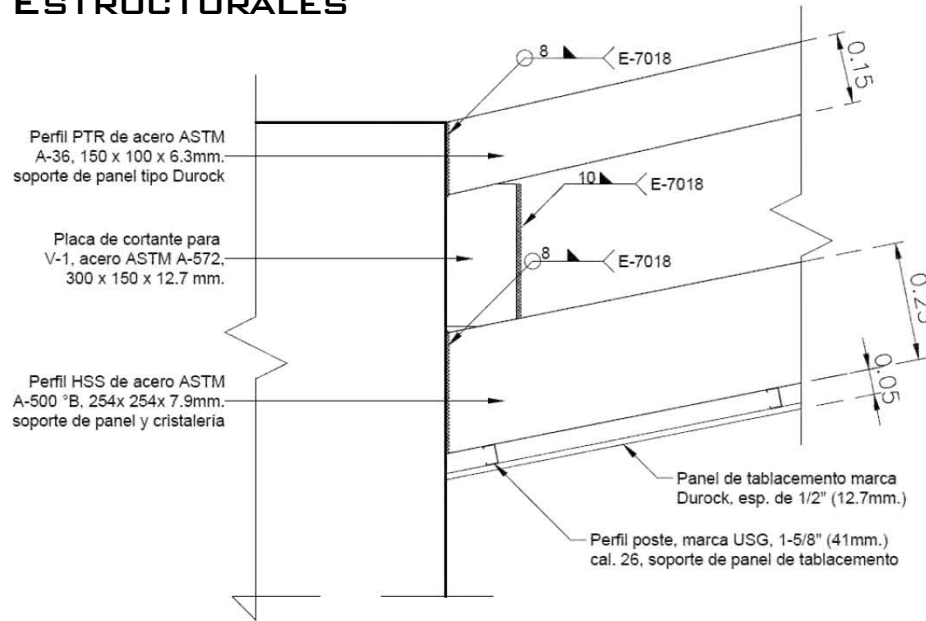 ESTRUCTURALES
8
E-7018
0.15
Perfil PTR de acero ASTM
A-36, 150 x 100 x 6.3mm.
soporte de panel tipo Durock
10
E-7018
Placa de cortante para
V-1, acero ASTM A-572,
300 x 150 x 12.7 mm.
8
E-7018
0.25
0.05
Perfil HSS de acero ASTM
A-500 °B, 254x 254x 7.9mm.
soporte de panel y cristalería
Panel de tablacemento marca
Durock, esp. de 1/2" (12.7mm.)
Perfil poste, marca USG, 1-5/8" (41mm.)
cal. 26, soporte de panel de tablacemento